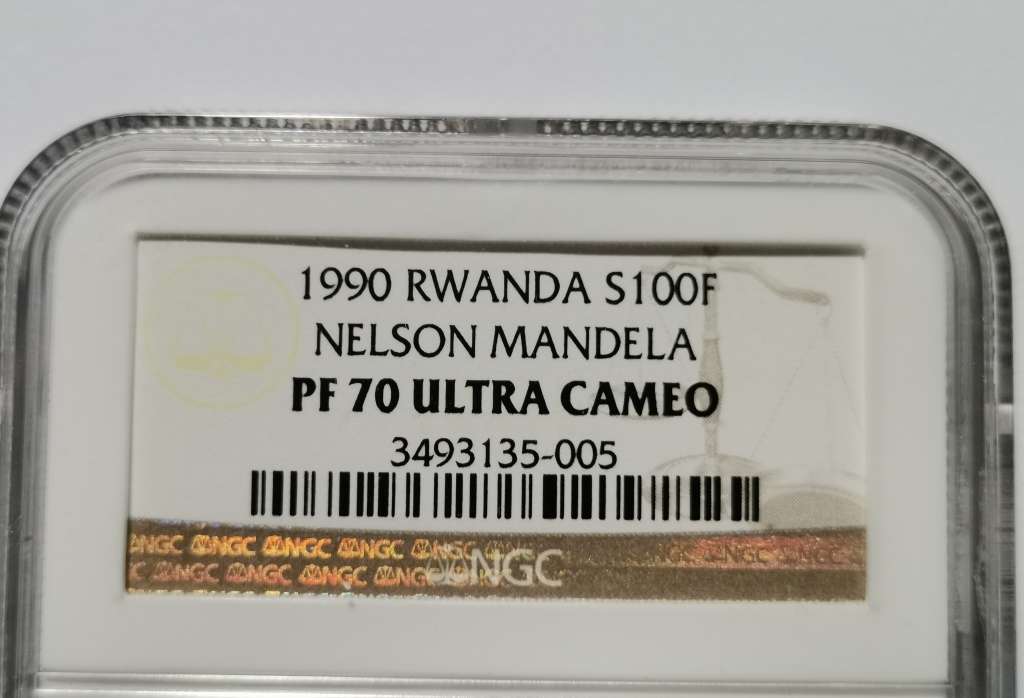 1990 RWANDA S100F
NELSON MANDELA
PF 70 ULTRA CAMEO
3493135-005
NGC NGC NGC NGC NGC
NGC NGC NGC NGC
NGC